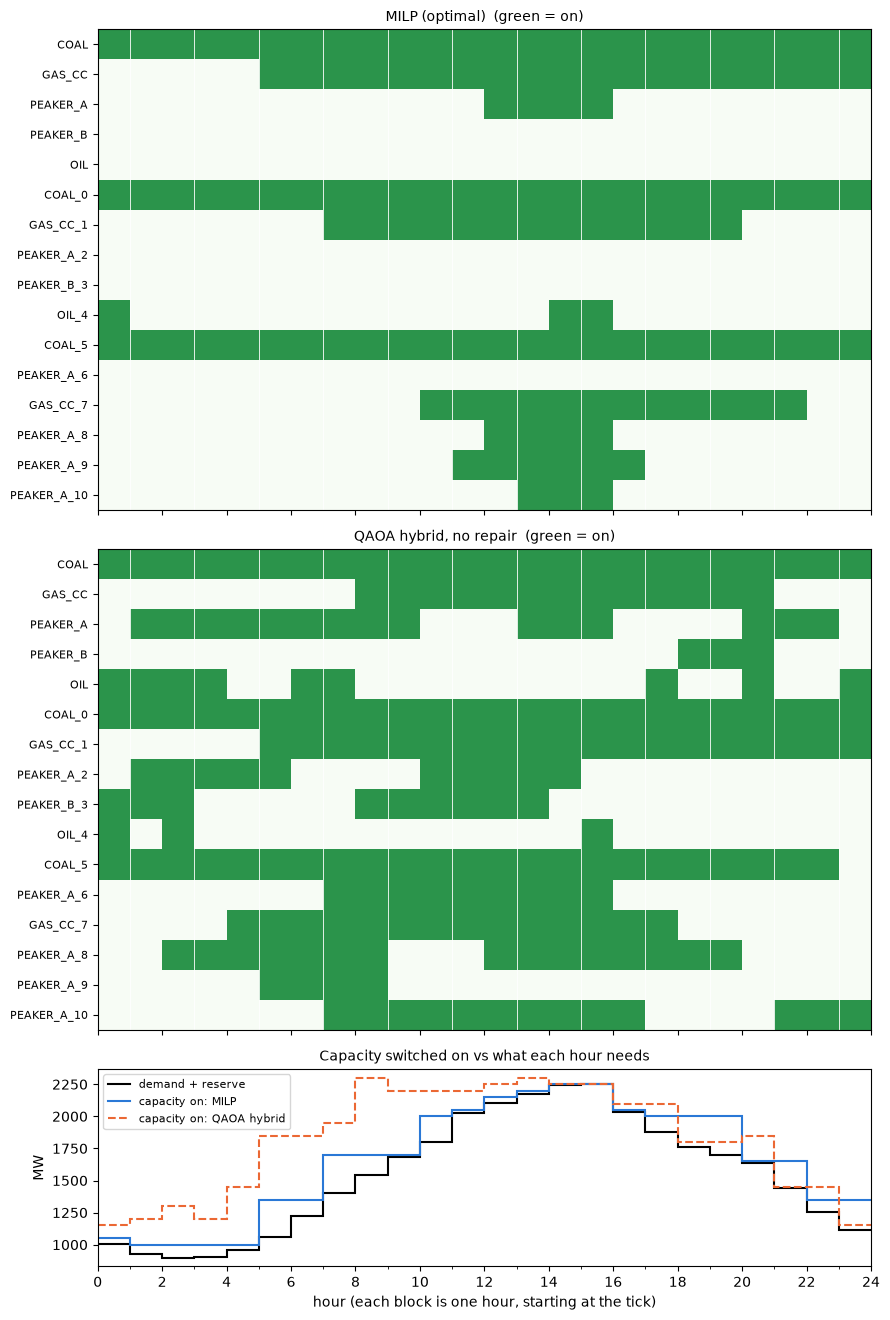 MILP (optimal)  (green = on)
COAL
GAS_CC
PEAKER_A
PEAKER_B
OIL
COAL_0
GAS_CC_1
PEAKER_A_2
PEAKER_B_3
OIL_4
COAL_5
PEAKER_A_6
GAS_CC_7
PEAKER_A_8
PEAKER_A_9
PEAKER_A_10
QAOA hybrid, no repair  (green = on)
COAL
GAS_CC
PEAKER_A
PEAKER_B
OIL
COAL_0
GAS_CC_1
PEAKER_A_2
PEAKER_B_3
OIL_4
COAL_5
PEAKER_A_6
GAS_CC_7
PEAKER_A_8
PEAKER_A_9
PEAKER_A_10
Capacity switched on vs what each hour needs
demand + reserve
capacity on: MILP
capacity on: QAOA hybrid
MW
2250
2000
1750
1500
1250
1000
0 2 4 6 8 10 12 14 16 18 20 22 24
hour (each block is one hour, starting at the tick)